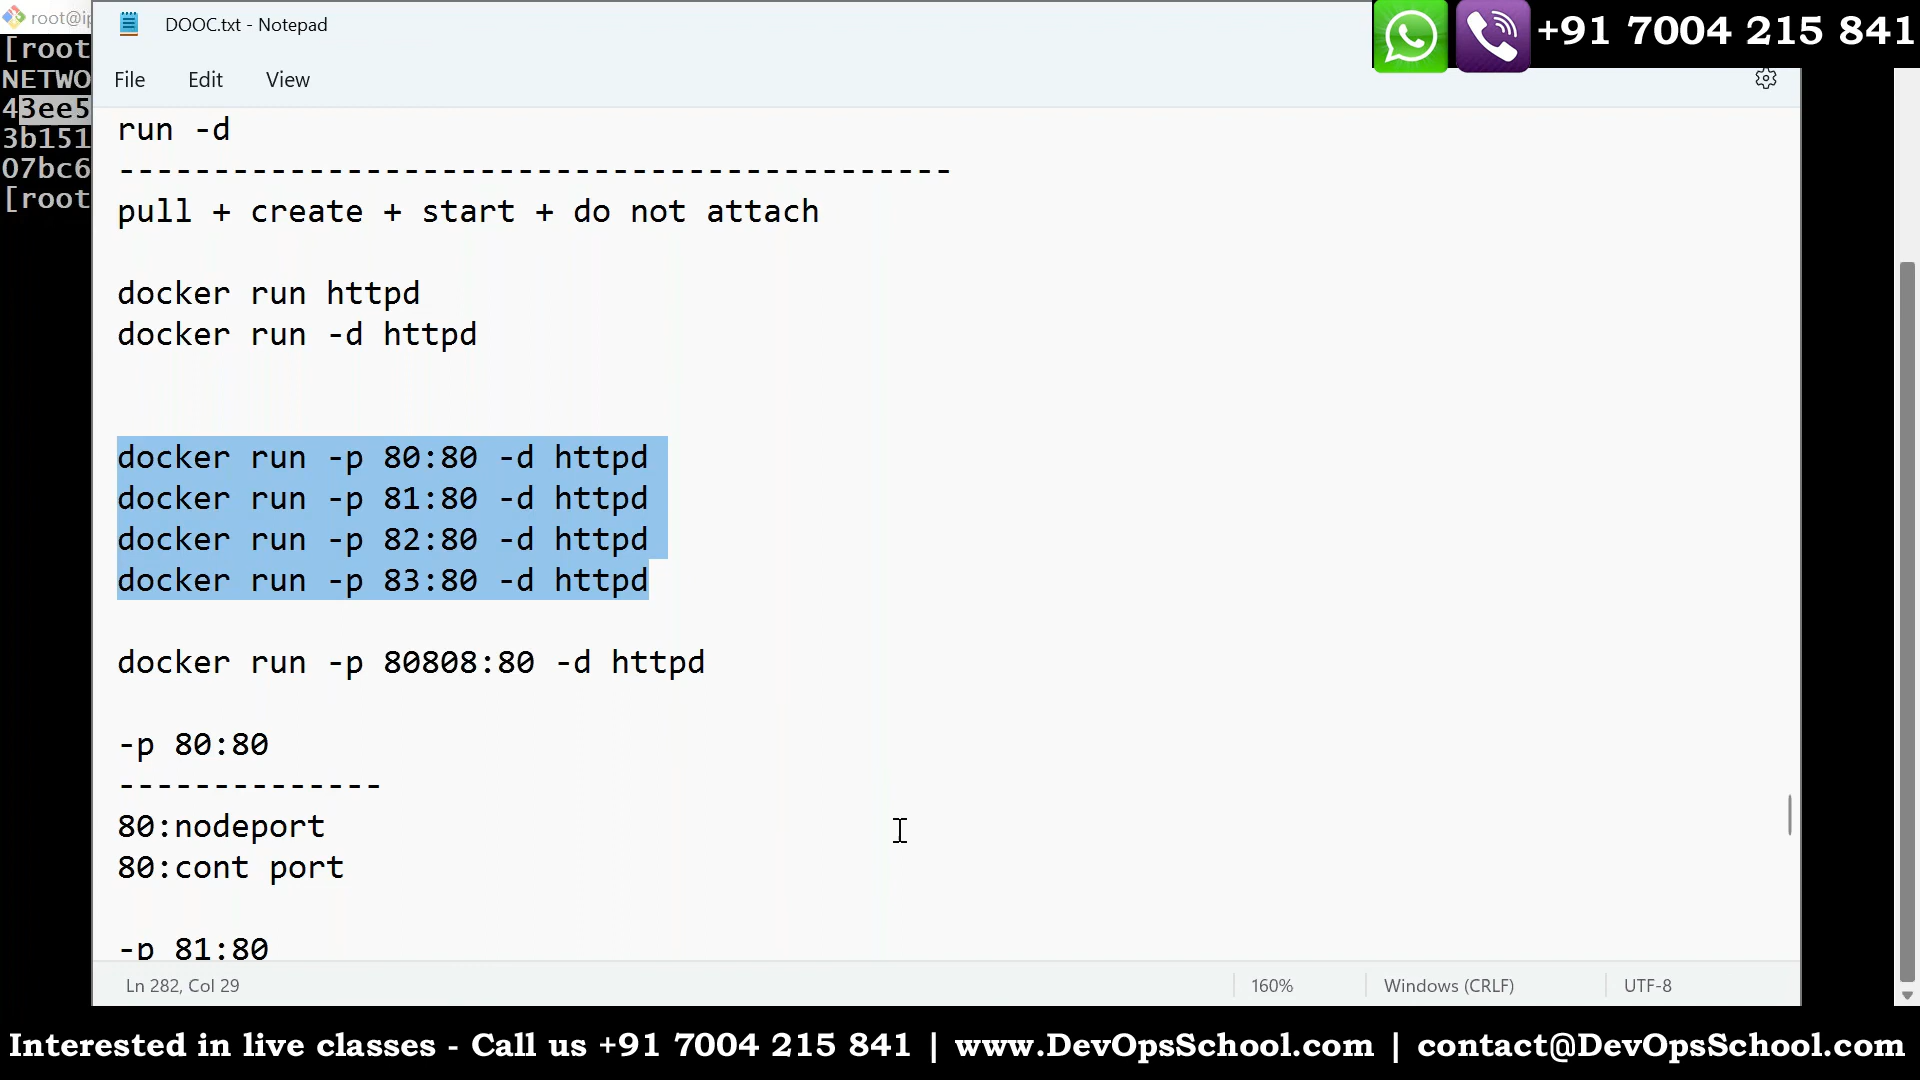 root@ip
DOOC.txt - Notepad
+91 7004 215 841
File Edit View
[root
NETWO
43ee5
3b151
07bc6
[root
run -d
--------------------------------------------
pull + create + start + do not attach
docker run httpd
docker run -d httpd
docker run -p 80:80 -d httpd
docker run -p 81:80 -d httpd
docker run -p 82:80 -d httpd
docker run -p 83:80 -d httpd
docker run -p 80808:80 -d httpd
-p 80:80
--------------
80:nodeport
80:cont port
-p 81:80
Ln 282, Col 29 160% Windows (CRLF) UTF-8
Interested in live classes - Call us +91 7004 215 841 | www.DevOpsSchool.com | contact@DevOpsSchool.com